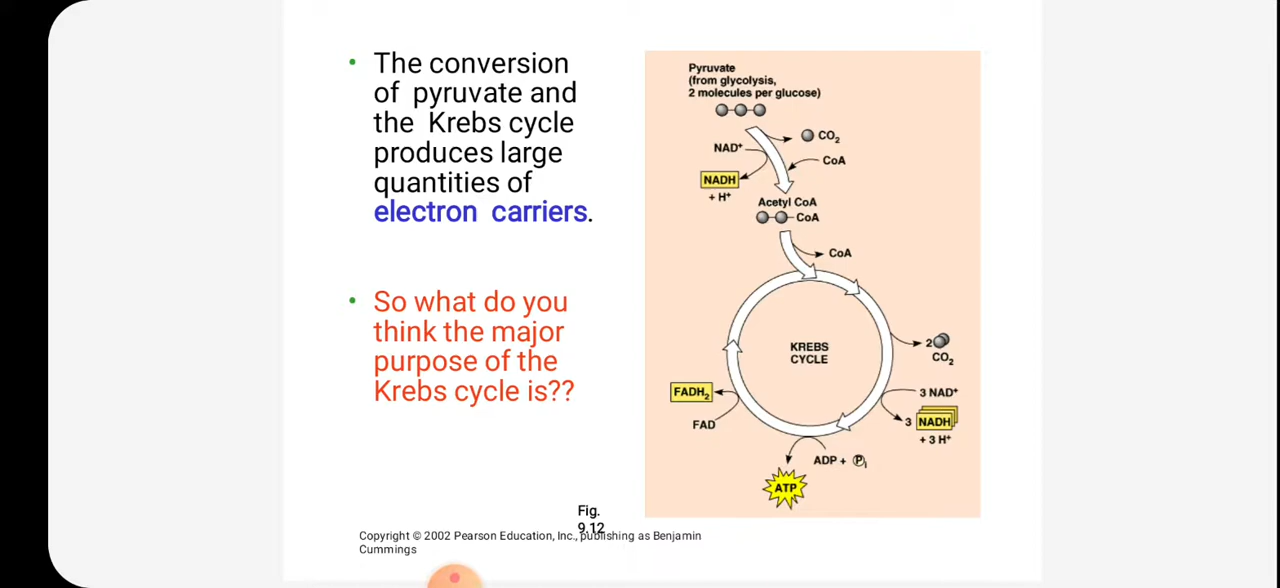 • The conversion
of pyruvate and
the Krebs cycle
produces large
quantities of
electron carriers.
• So what do you
think the major
purpose of the
Krebs cycle is??
Pyruvate
(from glycolysis,
2 molecules per glucose)
CO₂
NAD⁺
CoA
NADH
+ H⁺
Acetyl CoA
CoA
CoA
KREBS
CYCLE
2
CO₂
FADH₂
3 NAD⁺
FAD
3 NADH
+ 3 H⁺
ADP + Pᵢ
ATP
Fig.
9.12
Copyright © 2002 Pearson Education, Inc., publishing as Benjamin
Cummings